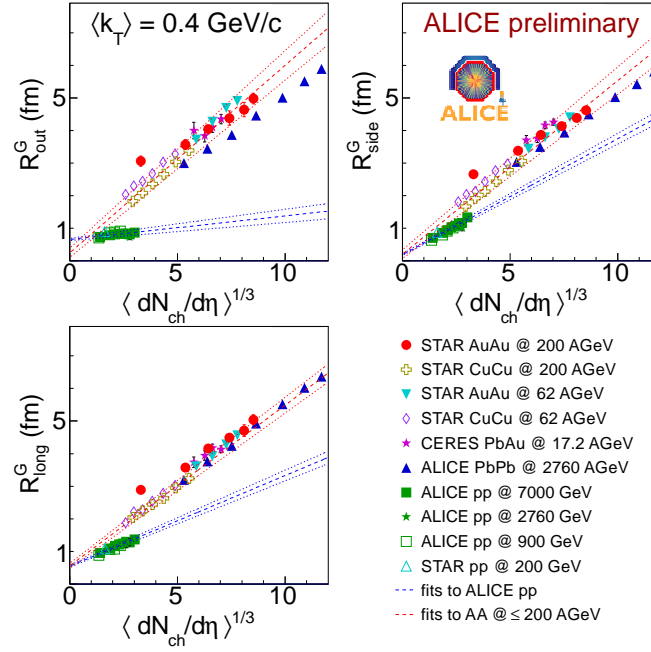 ⟨k_T⟩ = 0.4 GeV/c
ALICE preliminary
ALICE
R^G_out (fm)
5
1
0 5 10
⟨ dN_ch/dη ⟩^1/3
R^G_side (fm)
5
1
0 5 10
⟨ dN_ch/dη ⟩^1/3
R^G_long (fm)
5
1
0 5 10
⟨ dN_ch/dη ⟩^1/3
STAR AuAu @ 200 AGeV
STAR CuCu @ 200 AGeV
STAR AuAu @ 62 AGeV
STAR CuCu @ 62 AGeV
CERES PbAu @ 17.2 AGeV
ALICE PbPb @ 2760 AGeV
ALICE pp @ 7000 GeV
ALICE pp @ 2760 GeV
ALICE pp @ 900 GeV
STAR pp @ 200 GeV
fits to ALICE pp
fits to AA @ ≤ 200 AGeV